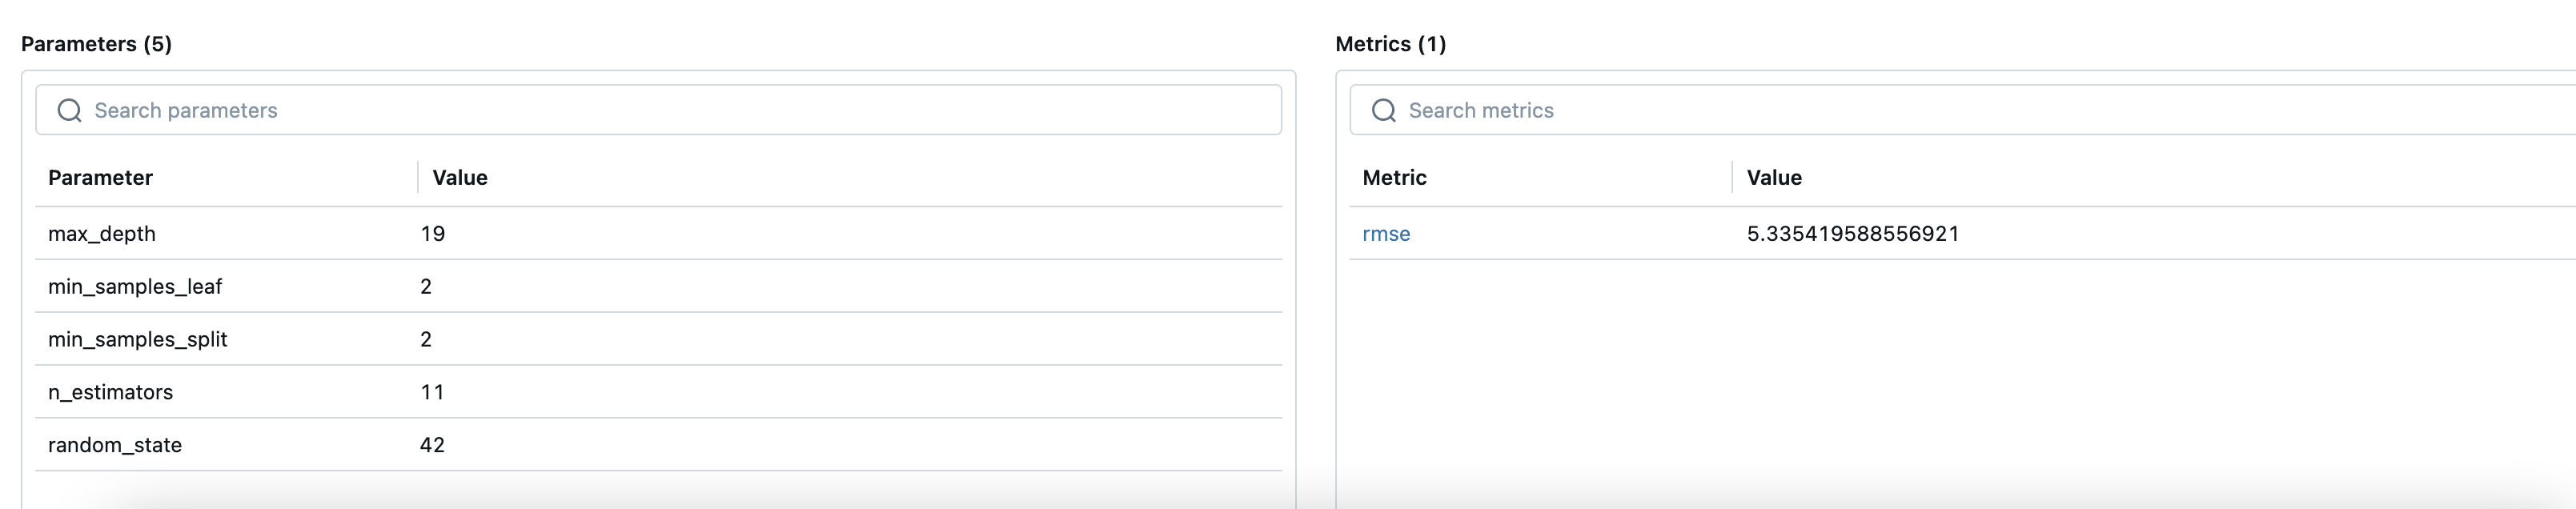 Parameters (5)
Search parameters
Parameter Value
max_depth 19
min_samples_leaf 2
min_samples_split 2
n_estimators 11
random_state 42
Metrics (1)
Search metrics
Metric Value
rmse 5.335419588556921